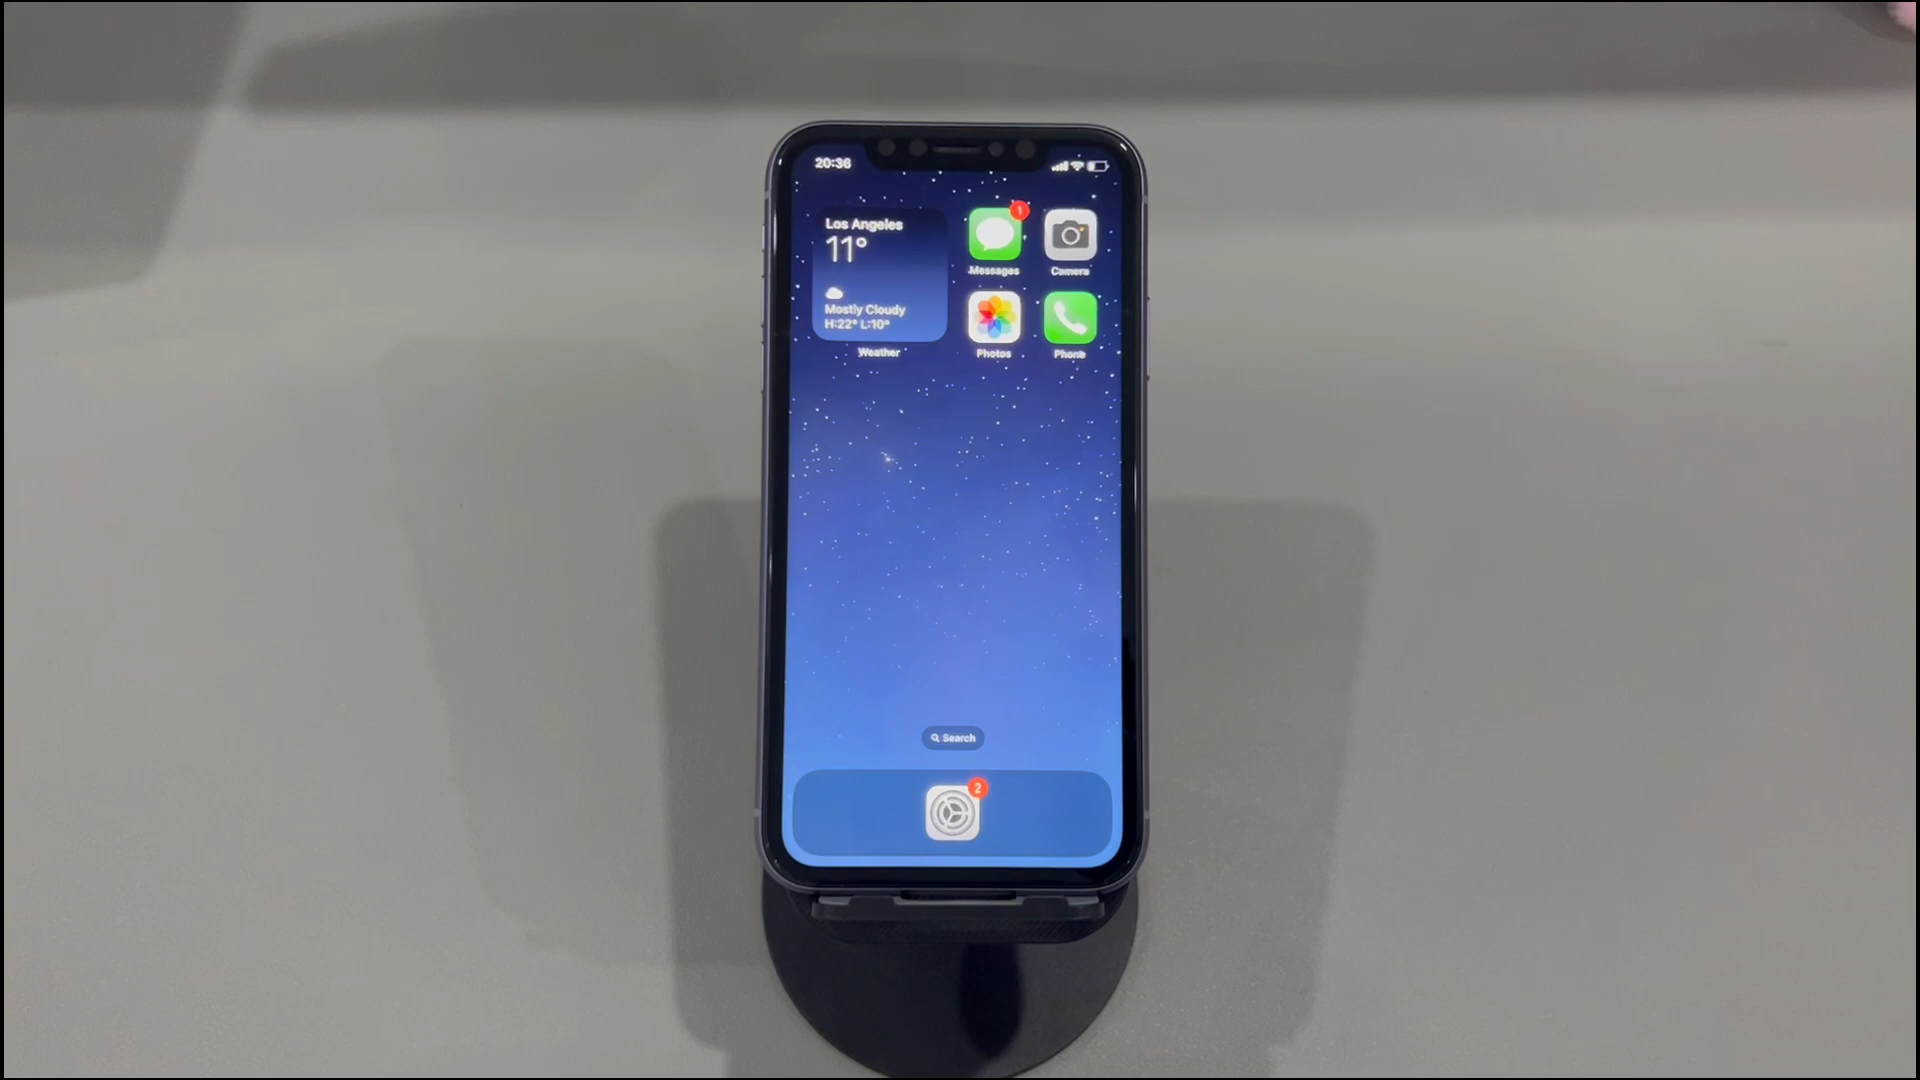 20:36
Los Angeles
11°
Mostly Cloudy
H:22° L:10°
Weather
1
Messages
Camera
Photos
Phone
Search
2